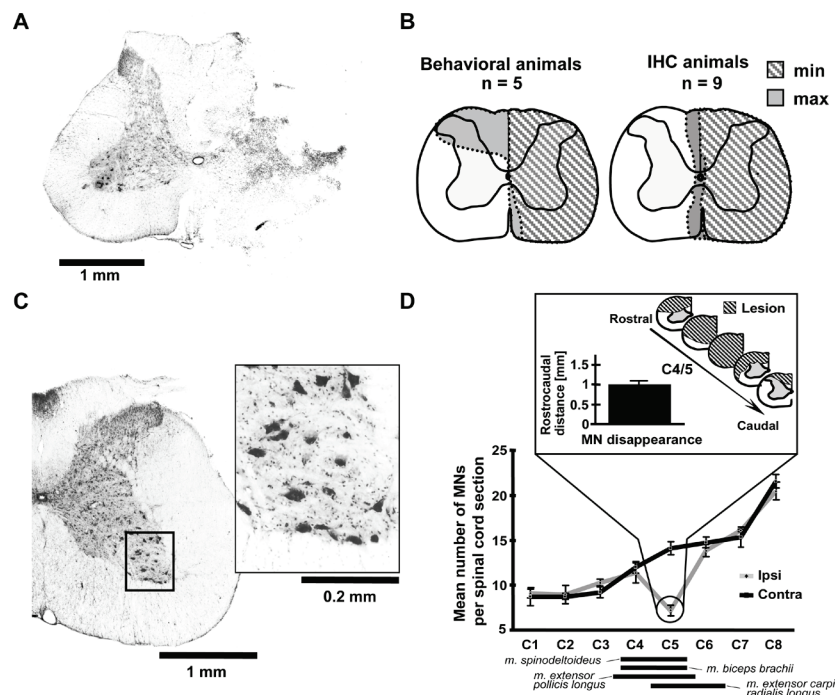 A
1 mm
B
Behavioral animals
n = 5
IHC animals
n = 9
min
max
C
0.2 mm
1 mm
D
Rostral
Lesion
C4/5
Caudal
Rostrocaudal
distance [mm]
1.5
1
0.5
0
MN disappearance
Mean number of MNs
per spinal cord section
25
20
15
10
5
Ipsi
Contra
C1 C2 C3 C4 C5 C6 C7 C8
m. spinodeltoideus
m. biceps brachii
m. extensor
pollicis longus
m. extensor carpi
radialis longus